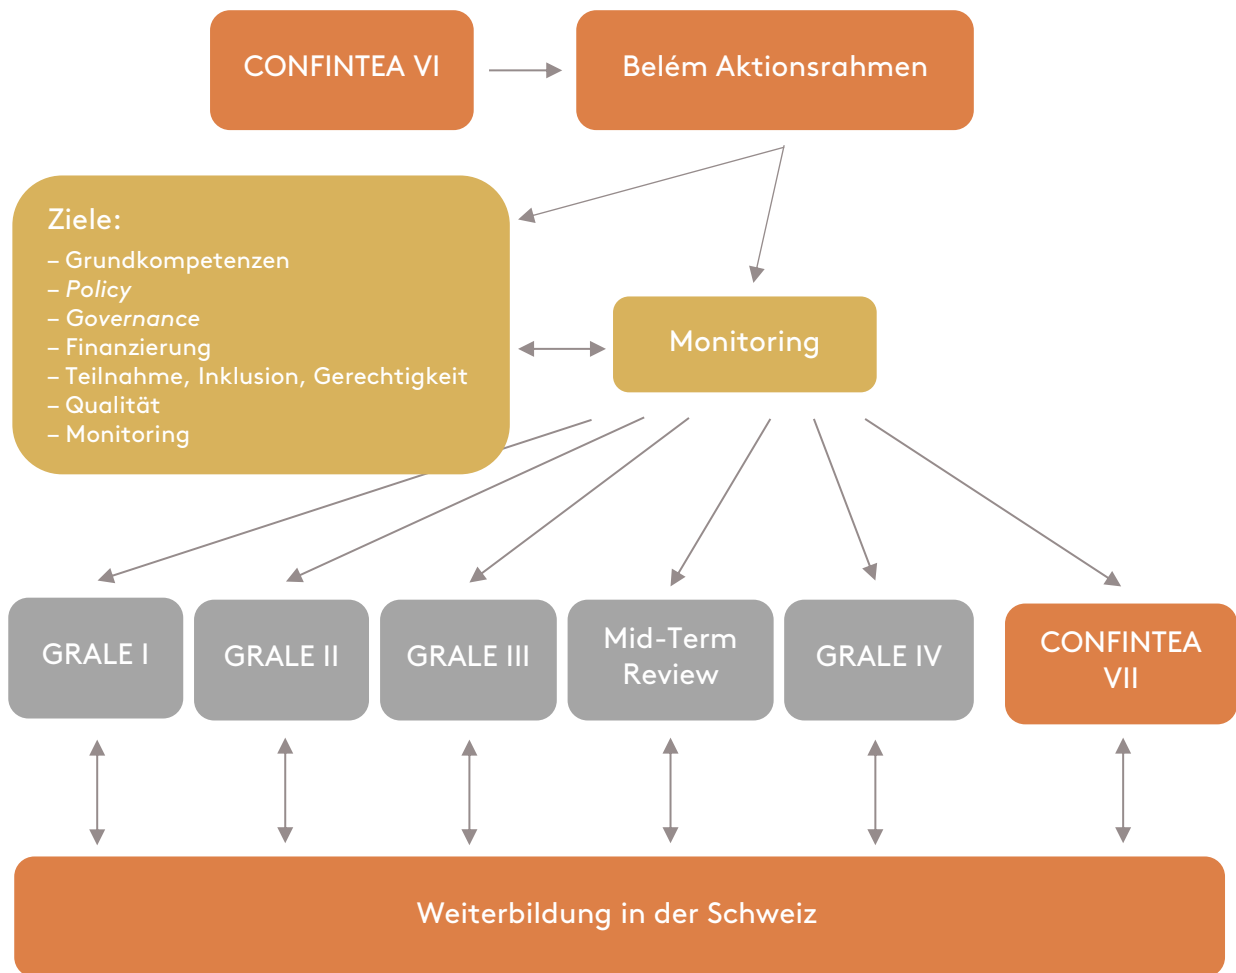 CONFINTEA VI
Belém Aktionsrahmen
Ziele:
– Grundkompetenzen
– Policy
– Governance
– Finanzierung
– Teilnahme, Inklusion, Gerechtigkeit
– Qualität
– Monitoring
Monitoring
GRALE I
GRALE II
GRALE III
Mid-Term
Review
GRALE IV
CONFINTEA
VII
Weiterbildung in der Schweiz